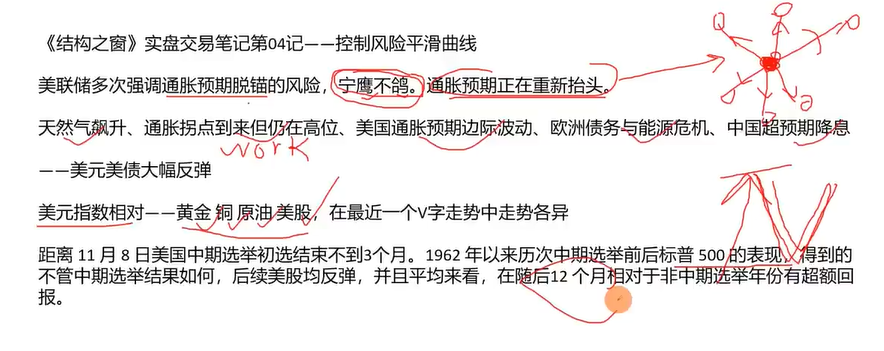 《结构之窗》实盘交易笔记第04记——控制风险平滑曲线
美联储多次强调通胀预期脱锚的风险，宁鹰不鸽。通胀预期正在重新抬头。
天然气飙升、通胀拐点到来但仍在高位、美国通胀预期边际波动、欧洲债务与能源危机、中国超预期降息
work
——美元美债大幅反弹
美元指数相对——黄金 铜 原油 美股，在最近一个V字走势中走势各异
距离 11 月 8 日美国中期选举初选结束不到3个月。1962 年以来历次中期选举前后标普 500 的表现，得到的
不管中期选举结果如何，后续美股均反弹，并且平均来看，在随后12 个月相对于非中期选举年份有超额回
报。